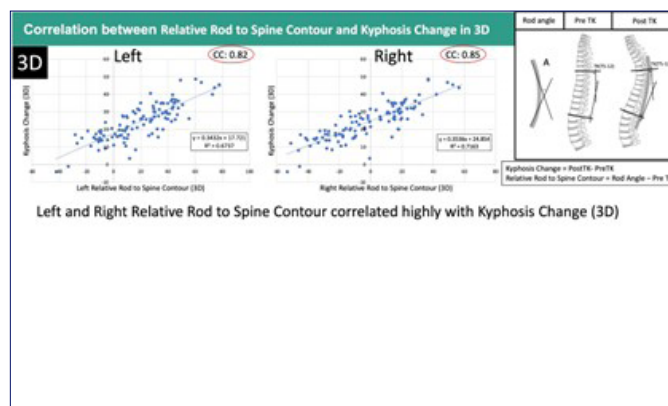 Correlation between Relative Rod to Spine Contour and Kyphosis Change in 3D
Rod angle Pre TK Post TK
3D
Left
CC: 0.82
Right
CC: 0.85
A
Kyphosis Change (3D)
Kyphosis Change (3D)
R² = 0.6737
Left Relative Rod to Spine Contour (3D)
Right Relative Rod to Spine Contour (3D)
Kyphosis Change = PostTK- PreTK
Relative Rod to Spine Contour = Rod Angle – Pre T
Left and Right Relative Rod to Spine Contour correlated highly with Kyphosis Change (3D)